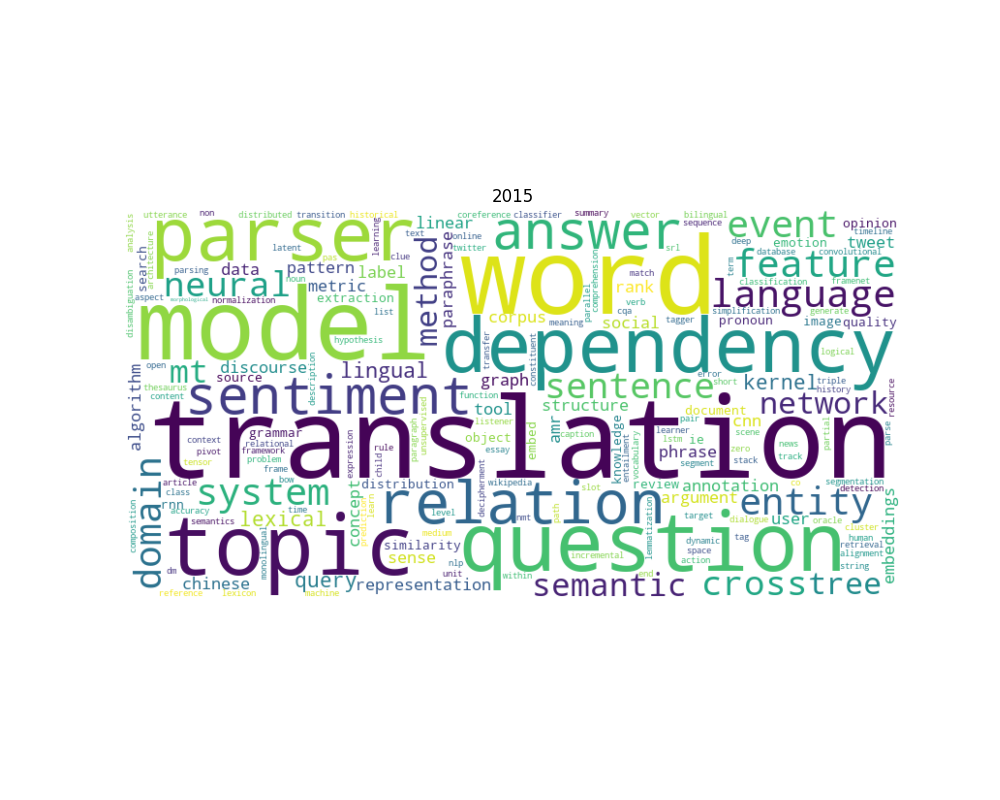 2015
utterance non distributed transition historical coreference classifier summary vector bilingual
analysis parser learning linear answer event opinion
pas text online sequence timeline
latent clue twitter word srl deep emotion tweet
search architecture parsing data pattern label method paraphrase match database convolutional
neural noun metric comprehension rank term feature
aspect morphological normalization extraction parallel verb classification framenet
disambiguation model list corpus social language
hypothesis meaning cqa tagger simplification generate
pronoun image quality
dependency transfer constituent logical
open mt discourse lingual error
source description graph sentence short kernel triple history resource
thesaurus content sentiment function tool structure document network
algorithm translation listener object embed amr caption knowledge pair cnn
context grammar paragraph unsupervised essay entailment vocabulary learner scene news partial parse
pivot relational framework rule lstm ie zero track
problem expression child phrase stack
tensor frame segment
domain article bow distribution decipherment wikipedia slot review annotation co segmentation
class system concept relation path argument entity detection
rnn time level nmt lemmatization target embeddings
composition accuracy lexical learn tag user oracle cluster
semantics medium question dialogue human
monolingual topic similarity incremental dynamic retrieval
sense nlp space alignment
dm unit within end action string
chinese query representation semantic cross tree
reference lexicon machine